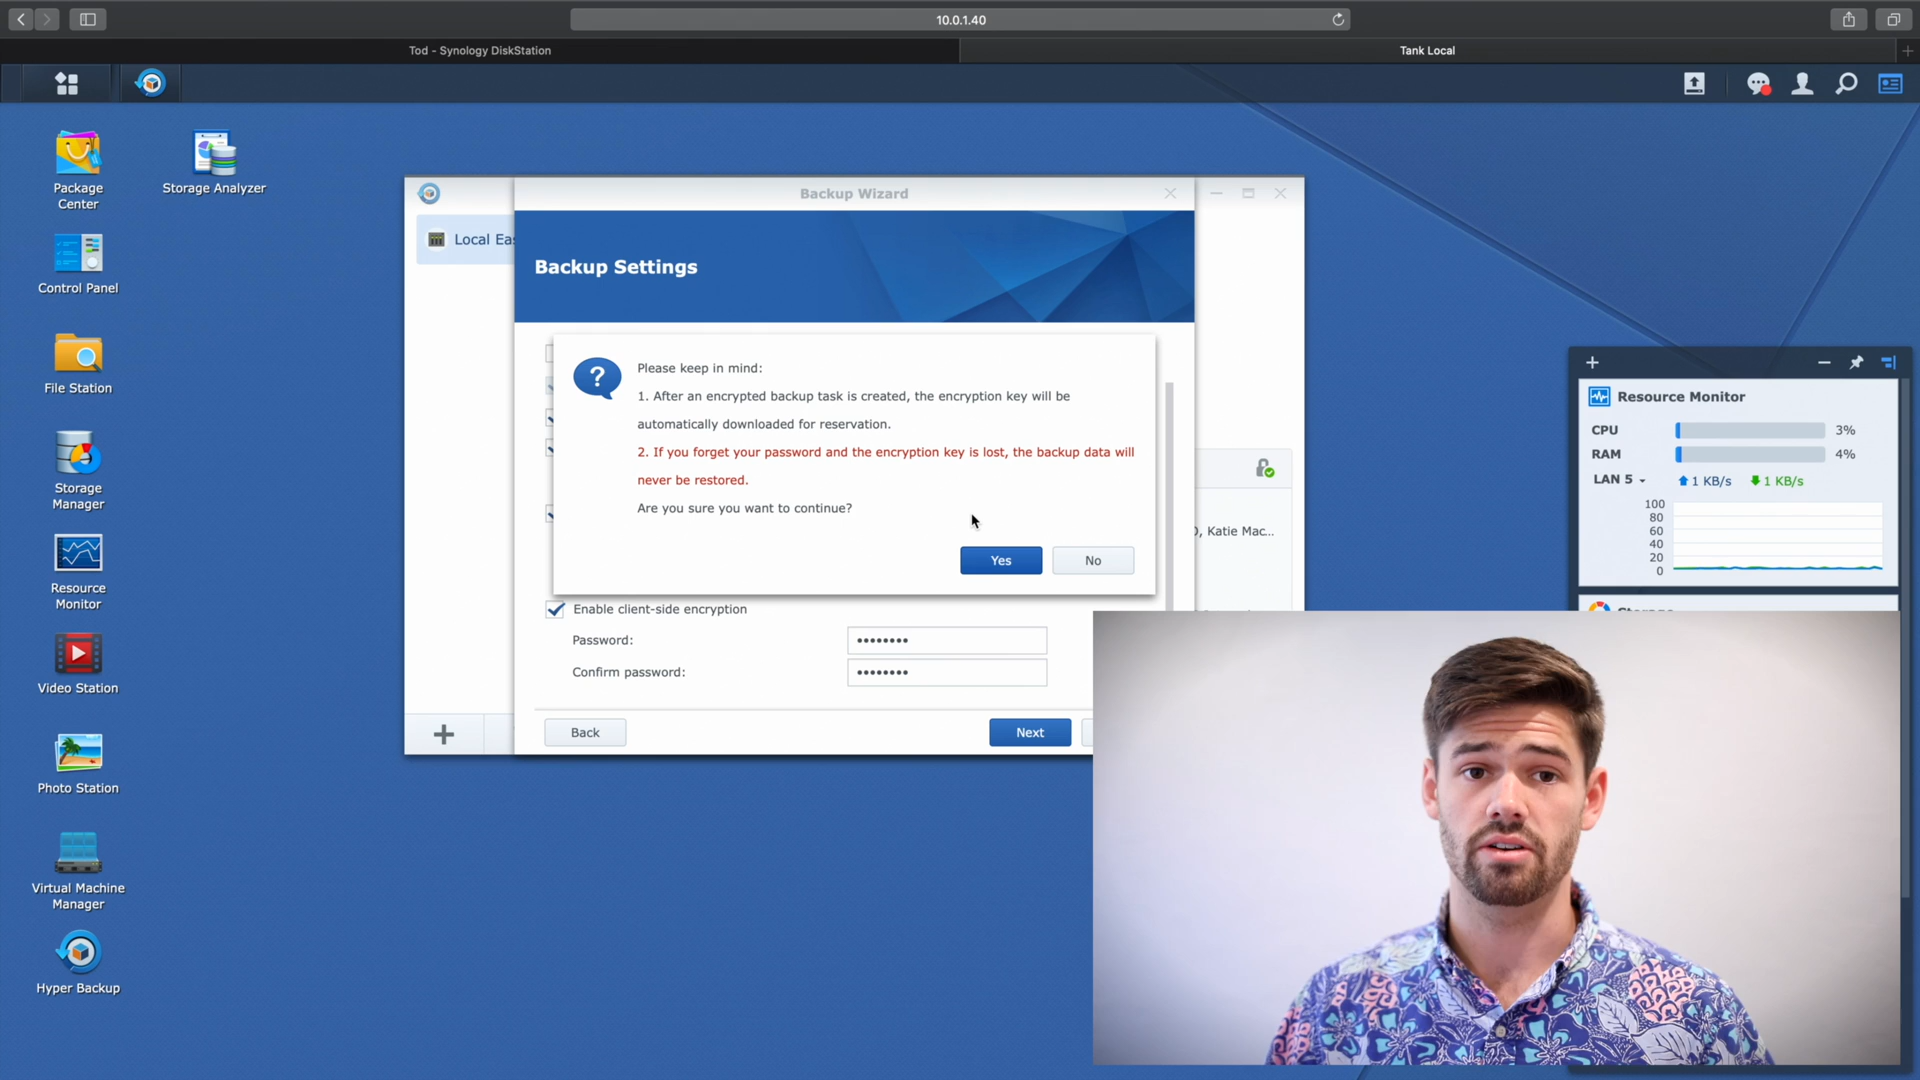 10.0.1.40
Tod - Synology DiskStation
Tank Local
Package
Center
Storage Analyzer
Control Panel
File Station
Storage
Manager
Resource
Monitor
Video Station
Photo Station
Virtual Machine
Manager
Hyper Backup
Local Eas
Backup Wizard
Backup Settings
Please keep in mind:
1. After an encrypted backup task is created, the encryption key will be
automatically downloaded for reservation.
2. If you forget your password and the encryption key is lost, the backup data will
never be restored.
Are you sure you want to continue?
Yes
No
Enable client-side encryption
Password:
••••••••
Confirm password:
••••••••
Back
Next
, Katie Mac...
Resource Monitor
CPU
3%
RAM
4%
LAN 5
1 KB/s
1 KB/s
100
80
60
40
20
0